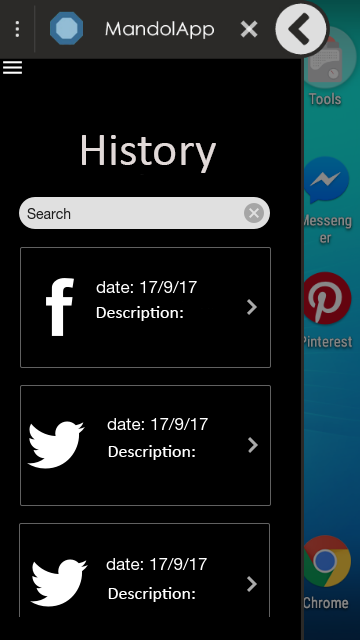 MandolApp
Tools
History
Search
Messenger
er
date: 17/9/17
Description:
Pinterest
date: 17/9/17
Description:
date: 17/9/17
Description:
Chrome